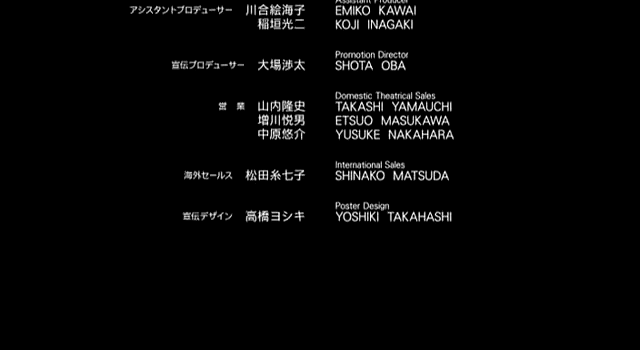 Assistant Producer
アシスタントプロデューサー 川合絵海子 EMIKO KAWAI
稲垣光二 KOJI INAGAKI
Promotion Director
宣伝プロデューサー 大場渉太 SHOTA OBA
Domestic Theatrical Sales
営 業 山内隆史 TAKASHI YAMAUCHI
増川悦男 ETSUO MASUKAWA
中原悠介 YUSUKE NAKAHARA
International Sales
海外セールス 松田糸七子 SHINAKO MATSUDA
Poster Design
宣伝デザイン 高橋ヨシキ YOSHIKI TAKAHASHI